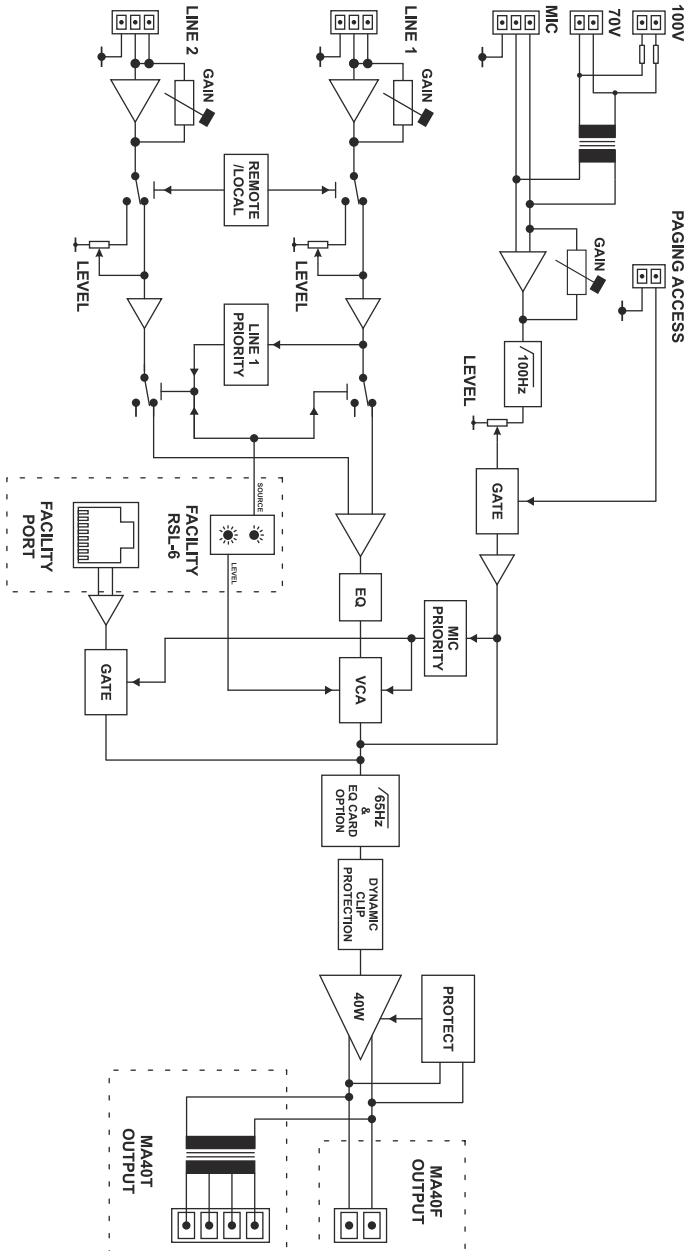 100V
70V
MIC
PAGING ACCESS
GAIN
100Hz
LEVEL
GATE
MIC
PRIORITY
LINE 1
GAIN
LEVEL
REMOTE
/LOCAL
LINE 1
PRIORITY
LINE 2
GAIN
LEVEL
SOURCE
LEVEL
FACILITY
RSL-6
FACILITY
PORT
GATE
EQ
VCA
65Hz
&
EQ CARD
OPTION
DYNAMIC
CLIP
PROTECTION
40W
PROTECT
MA40F
OUTPUT
MA40T
OUTPUT